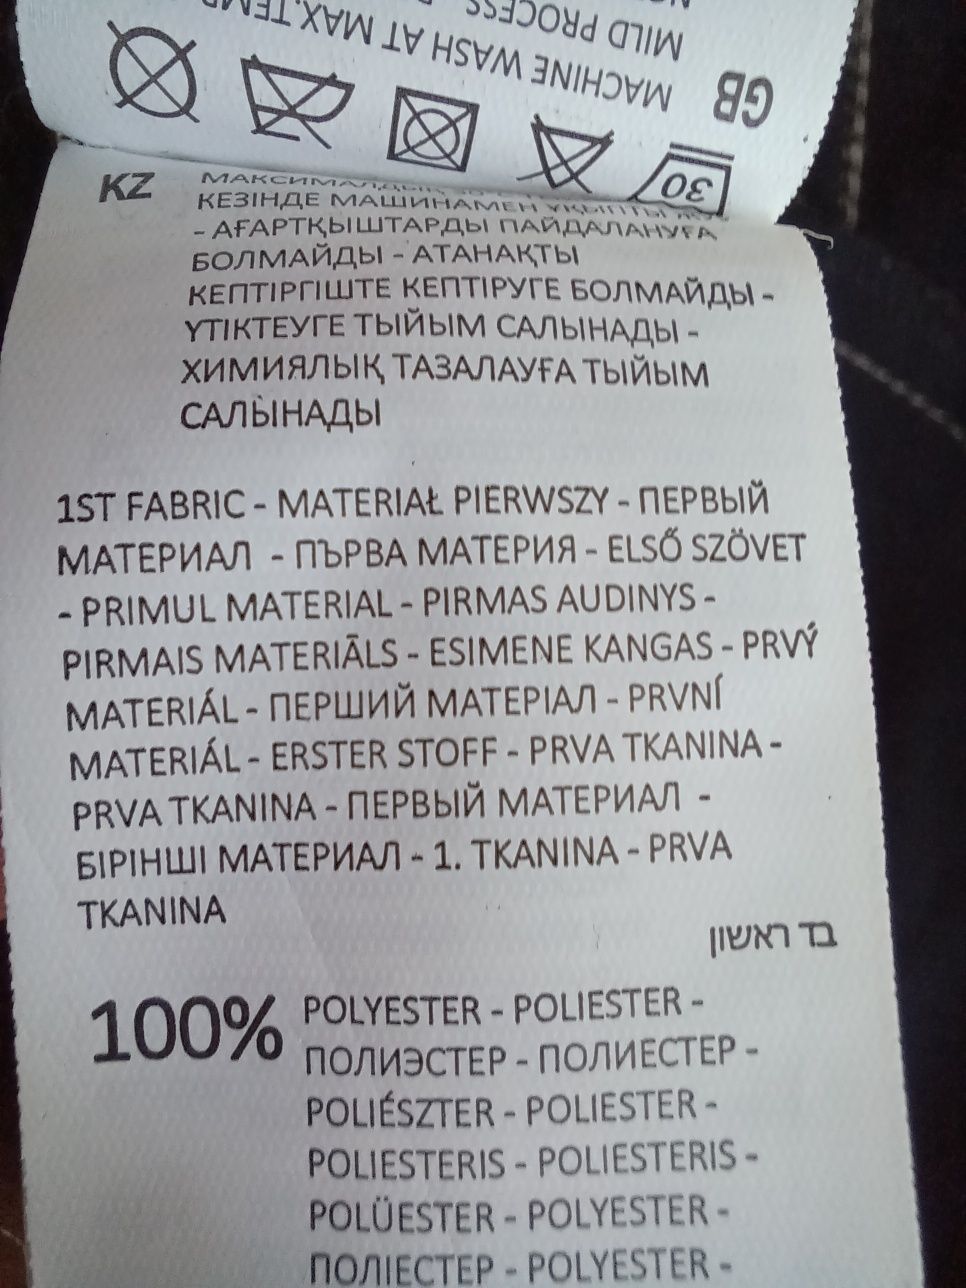 MILD PROCESS
MACHINE WASH AT MAX.TEMP
GB
30
KZ
МАКСИМАЛДЫҚ
КЕЗІНДЕ МАШИНАМЕН ҰҚЫПТЫ
- АҒАРТҚЫШТАРДЫ ПАЙДАЛАНУҒА
БОЛМАЙДЫ - АТАНАҚТЫ
КЕПТІРГІШТЕ КЕПТІРУГЕ БОЛМАЙДЫ -
ҮТІКТЕУГЕ ТЫЙЫМ САЛЫНАДЫ -
ХИМИЯЛЫҚ ТАЗАЛАУҒА ТЫЙЫМ
САЛЫНАДЫ
1ST FABRIC - MATERIAŁ PIERWSZY - ПЕРВЫЙ
МАТЕРИАЛ - ПЪРВА МАТЕРИЯ - ELSŐ SZÖVET
- PRIMUL MATERIAL - PIRMAS AUDINYS -
PIRMAIS MATERIĀLS - ESIMENE KANGAS - PRVÝ
MATERIÁL - ПЕРШИЙ МАТЕРІАЛ - PRVNÍ
MATERIÁL - ERSTER STOFF - PRVA TKANINA -
PRVA TKANINA - ПЕРВЫЙ МАТЕРИАЛ -
БІРІНШІ МАТЕРИАЛ - 1. TKANINA - PRVA
TKANINA
בד ראשון
100% POLYESTER - POLIESTER -
ПОЛИЭСТЕР - ПОЛИЕСТЕР -
POLIÉSZTER - POLIESTER -
POLIESTERIS - POLIESTERIS -
POLÜESTER - POLYESTER -
ПОЛІЕСТЕР - POLYESTER -